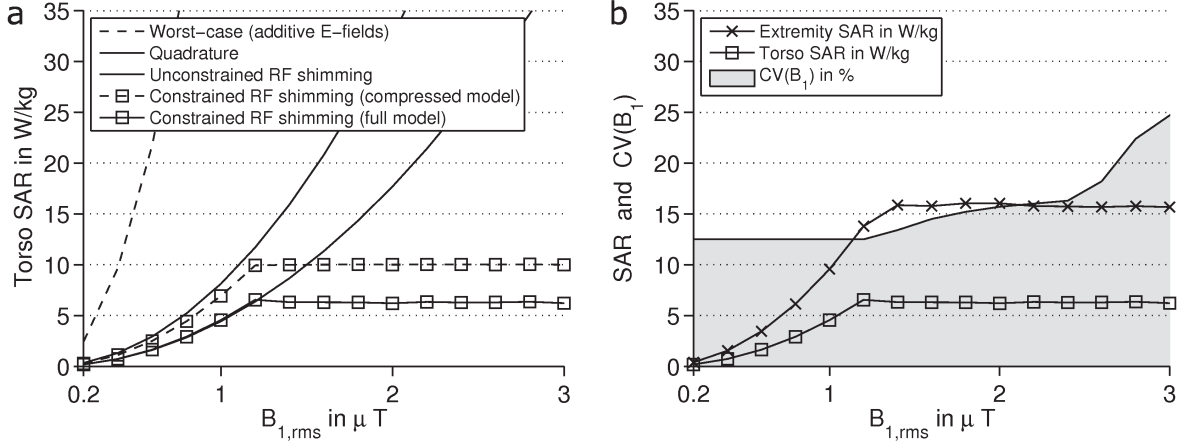 a
35
30
25
20
15
10
5
0
Torso SAR in W/kg
Worst−case (additive E−fields)
Quadrature
Unconstrained RF shimming
Constrained RF shimming (compressed model)
Constrained RF shimming (full model)
0.2 1 2 3
B1,rms in μ T
b
35
30
25
20
15
10
5
0
SAR and CV(B1)
Extremity SAR in W/kg
Torso SAR in W/kg
CV(B1) in %
0.2 1 2 3
B1,rms in μ T